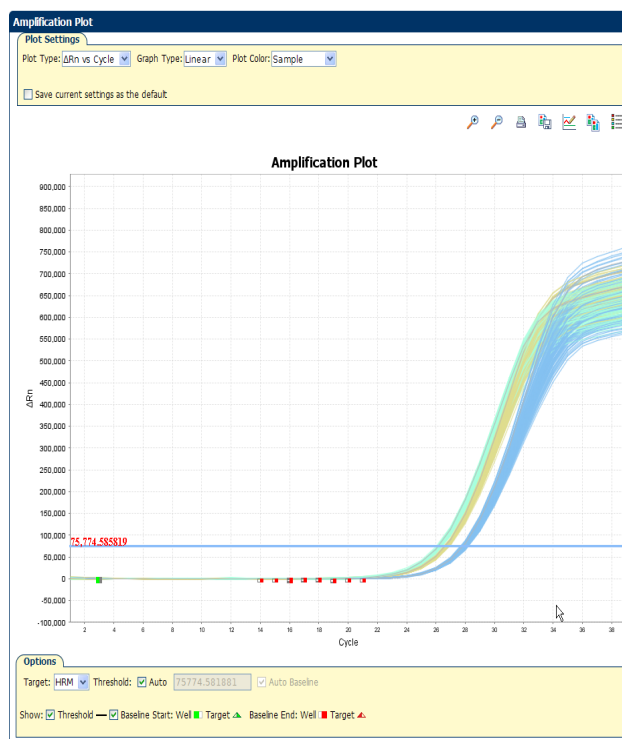 Amplification Plot
Plot Settings
Plot Type: ΔRn vs Cycle Graph Type: Linear Plot Color: Sample
Save current settings as the default
Amplification Plot
900,000
850,000
800,000
750,000
700,000
650,000
600,000
550,000
500,000
450,000
400,000
350,000
300,000
250,000
200,000
150,000
100,000
75,774.585819
50,000
0
-50,000
-100,000
ΔRn
2 4 6 8 10 12 14 16 18 20 22 24 26 28 30 32 34 36 38
Cycle
Options
Target: HRM Threshold: Auto 75774.581881 Auto Baseline
Show: Threshold Baseline Start: Well Target Baseline End: Well Target